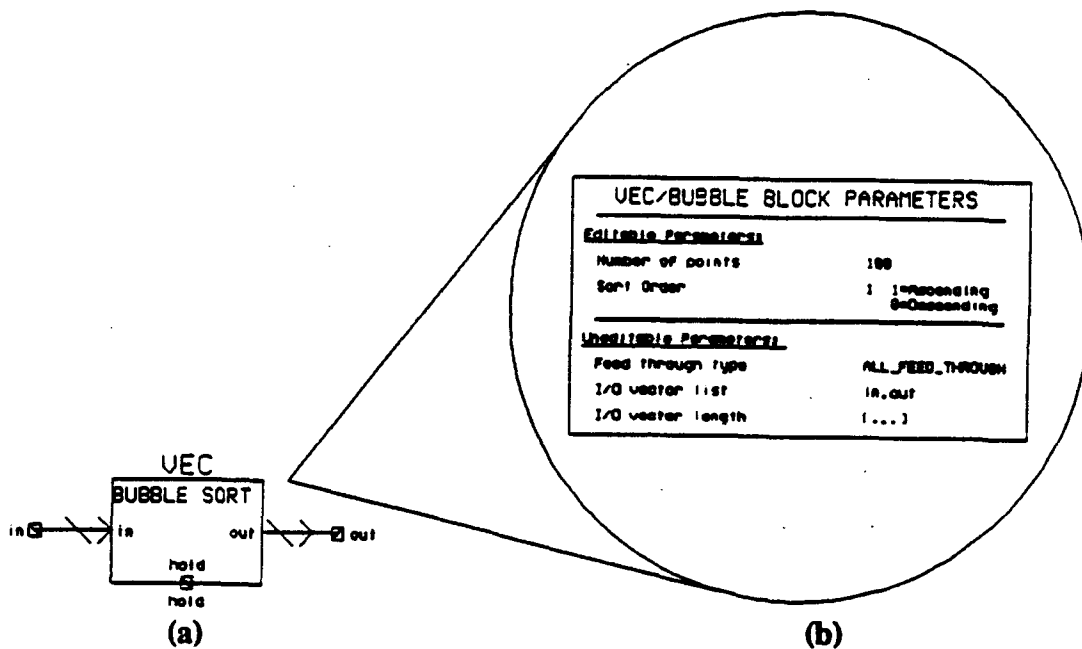 VEC/BUBBLE BLOCK PARAMETERS
Editable Parameters:
Number of points 100
Sort Order 1 1=Ascending
0=Descending
Uneditable Parameters:
Feed through type ALL_FEED_THROUGH
I/O vector list in,out
I/O vector length [...]
VEC
BUBBLE SORT
in in out out
hold
hold
(a) (b)